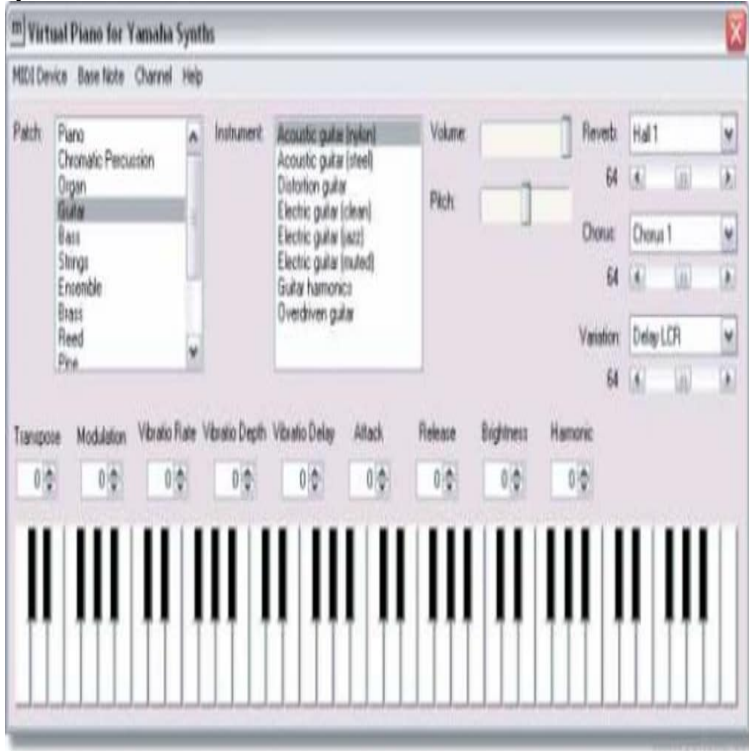 Virtual Piano for Yamaha Synths
MIDI Device Base Note Channel Help
Patch:
Piano
Chromatic Percussion
Organ
Guitar
Bass
Strings
Ensemble
Brass
Reed
Pipe
Instrument:
Acoustic guitar (nylon)
Acoustic guitar (steel)
Distortion guitar
Electric guitar (clean)
Electric guitar (jazz)
Electric guitar (muted)
Guitar harmonics
Overdriven guitar
Volume:
Pitch:
Reverb: Hall 1
64
Chorus: Chorus 1
64
Variation: Delay LCR
64
Transpose Modulation Vibratio Rate Vibratio Depth Vibratio Delay Attack Release Brightness Harmonic
0 0 0 0 0 0 0 0 0